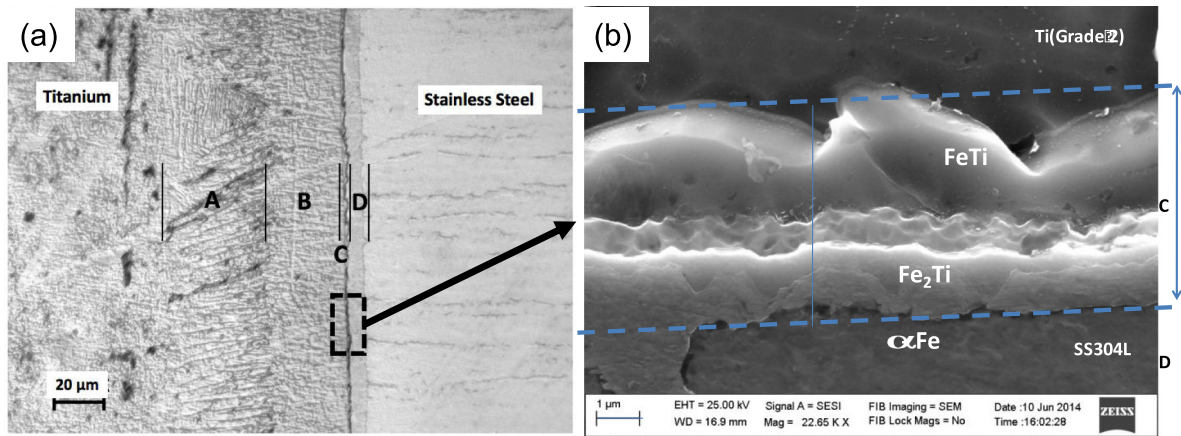 (a)
Titanium
Stainless Steel
A
B
D
C
20 µm
(b)
Ti(Grade 2)
FeTi
C
Fe₂Ti
αFe
SS304L
D
1 µm
EHT = 25.00 kV
Signal A = SESI
FIB Imaging = SEM
Date :10 Jun 2014
WD = 16.9 mm
Mag = 22.65 K X
FIB Lock Mags = No
Time :16:02:28
ZEISS